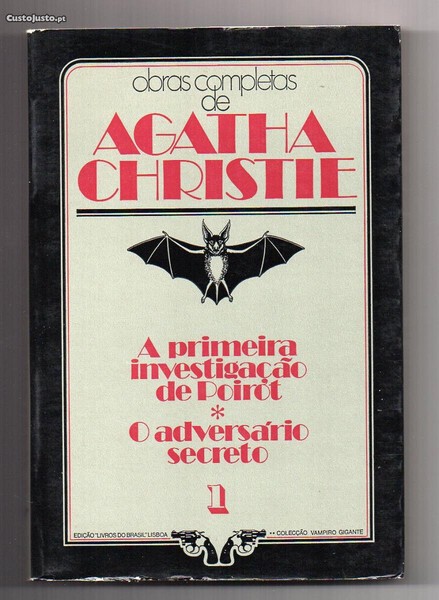 CustoJusto.pt
obras completas
de
AGATHA
CHRISTIE
A primeira
investigação
de Poirot
*
O adversário
secreto
1
EDIÇÃO "LIVROS DO BRASIL" LISBOA
** COLECÇÃO VAMPIRO GIGANTE